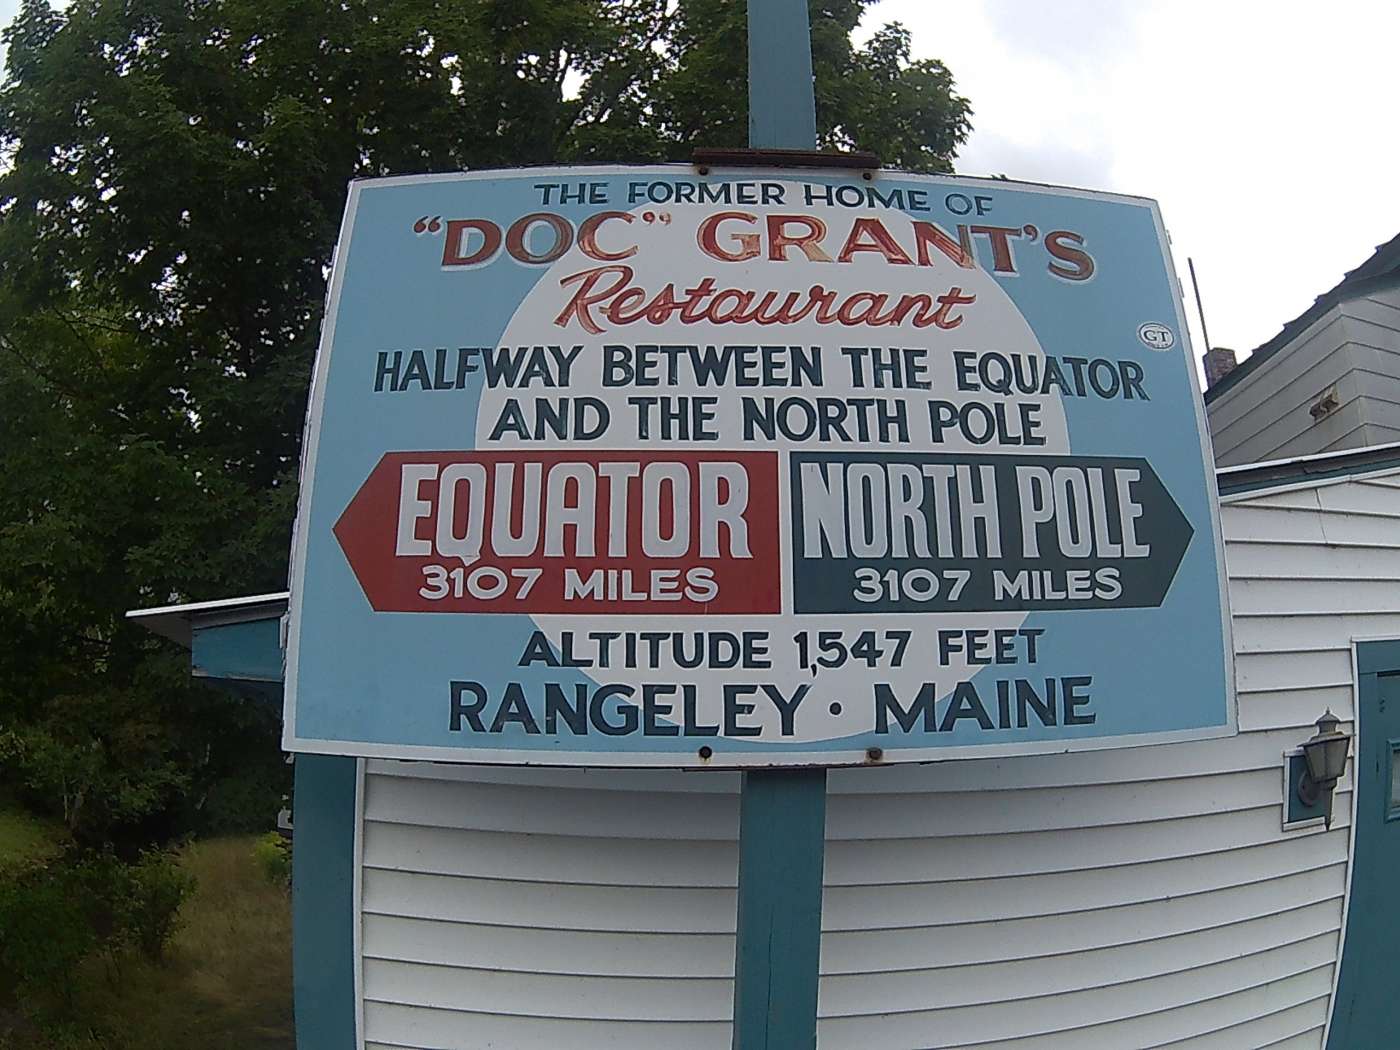 THE FORMER HOME OF
"DOC" GRANT'S
Restaurant
GT
HALFWAY BETWEEN THE EQUATOR
AND THE NORTH POLE
EQUATOR
3107 MILES
NORTH POLE
3107 MILES
ALTITUDE 1,547 FEET
RANGELEY · MAINE